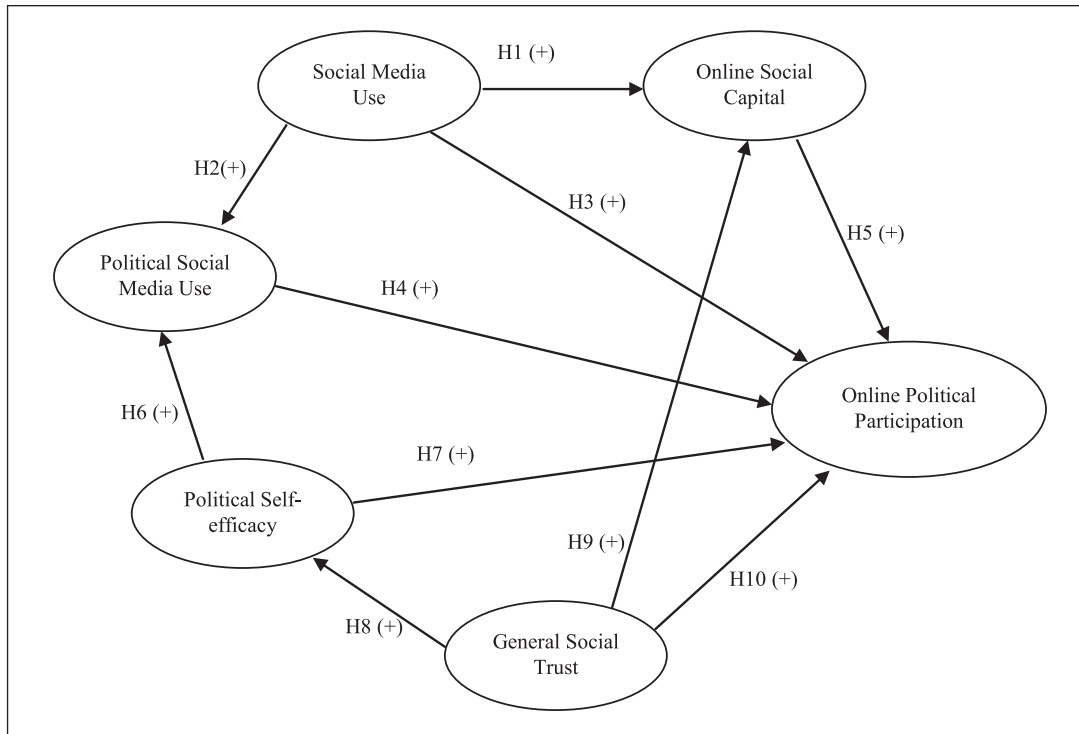 H1 (+)
Social Media
Use
Online Social
Capital
H2(+)
H3 (+)
H5 (+)
Political Social
Media Use
H4 (+)
Online Political
Participation
H6 (+)
H7 (+)
Political Self-
efficacy
H9 (+)
H10 (+)
H8 (+)
General Social
Trust